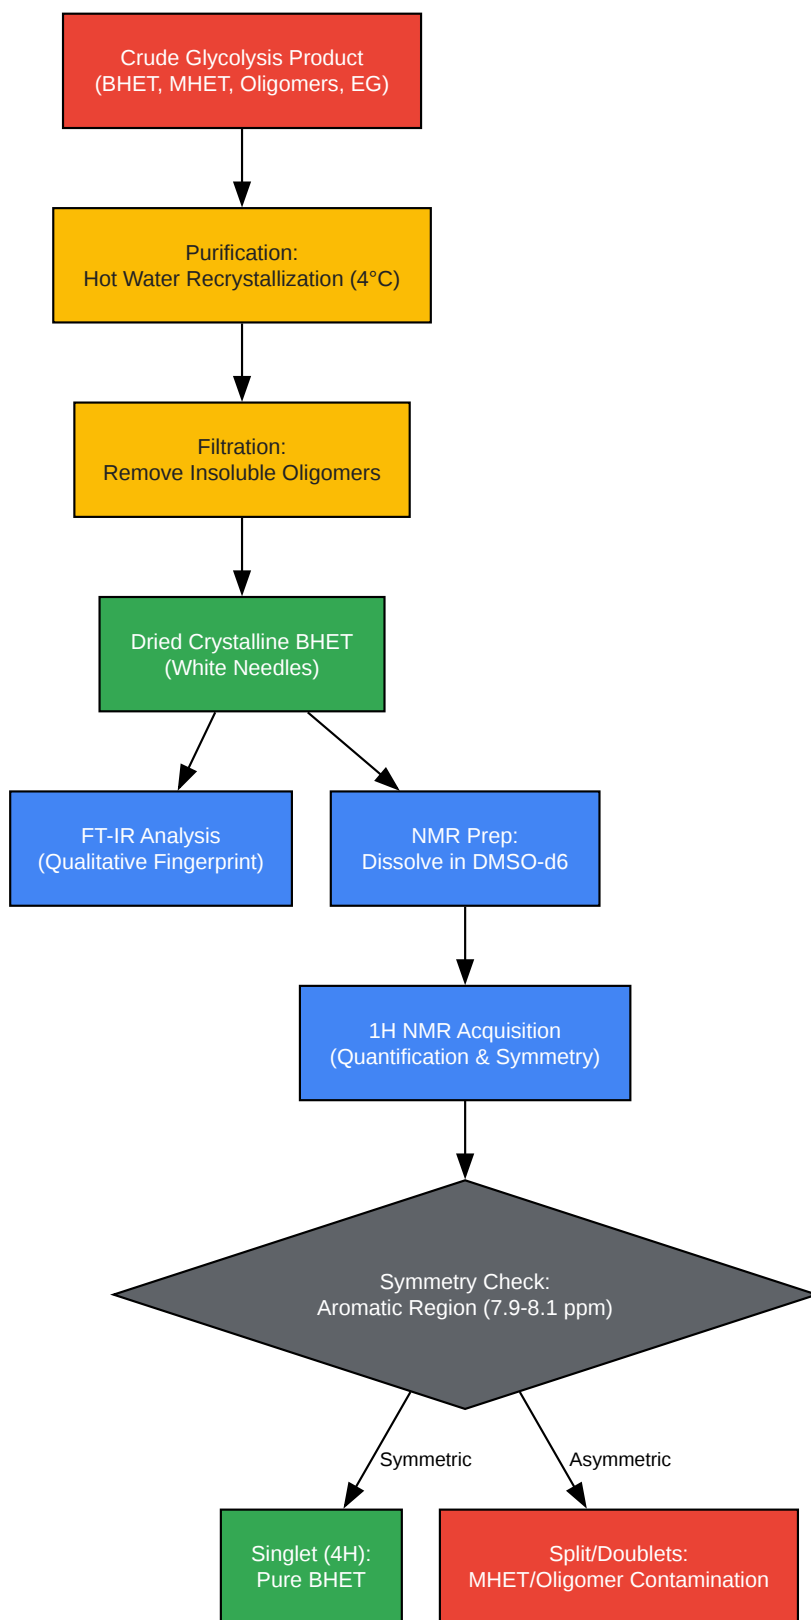 Crude Glycolysis Product
(BHET, MHET, Oligomers, EG)
Purification:
Hot Water Recrystallization (4°C)
Filtration:
Remove Insoluble Oligomers
Dried Crystalline BHET
(White Needles)
FT-IR Analysis
(Qualitative Fingerprint)
NMR Prep:
Dissolve in DMSO-d6
1H NMR Acquisition
(Quantification & Symmetry)
Symmetry Check:
Aromatic Region (7.9-8.1 ppm)
Symmetric
Asymmetric
Singlet (4H):
Pure BHET
Split/Doublets:
MHET/Oligomer Contamination